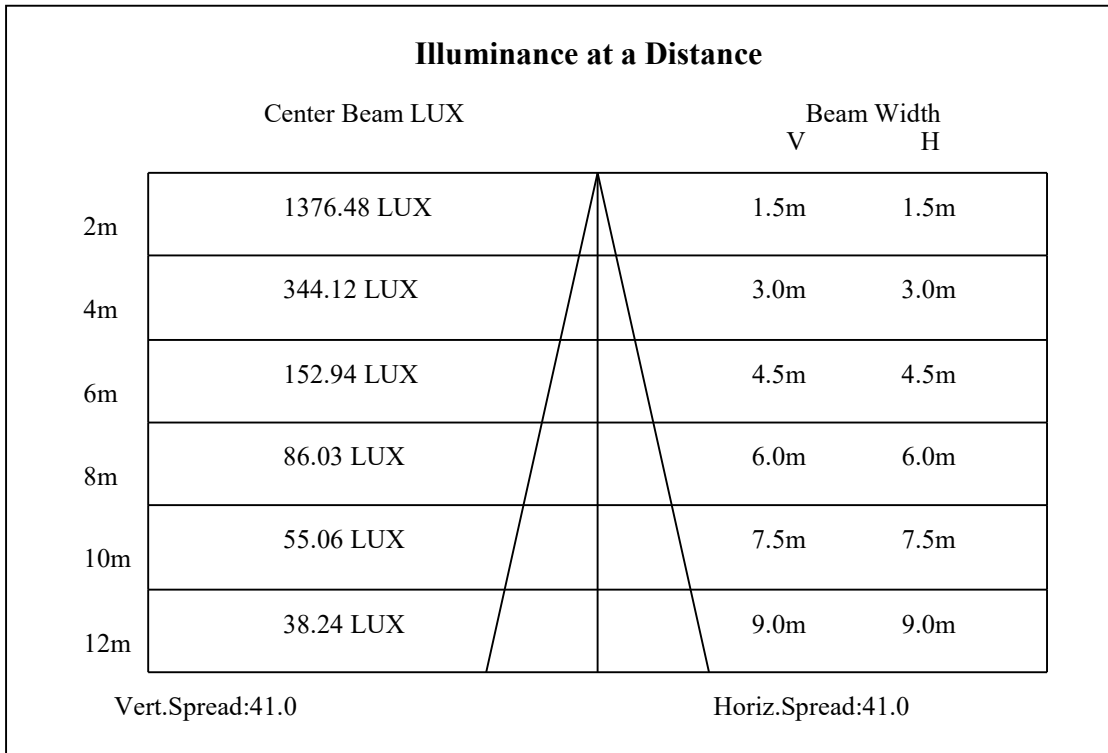 Illuminance at a Distance
Center Beam LUX Beam Width
V H
2m 1376.48 LUX 1.5m 1.5m
4m 344.12 LUX 3.0m 3.0m
6m 152.94 LUX 4.5m 4.5m
8m 86.03 LUX 6.0m 6.0m
10m 55.06 LUX 7.5m 7.5m
12m 38.24 LUX 9.0m 9.0m
Vert.Spread:41.0 Horiz.Spread:41.0